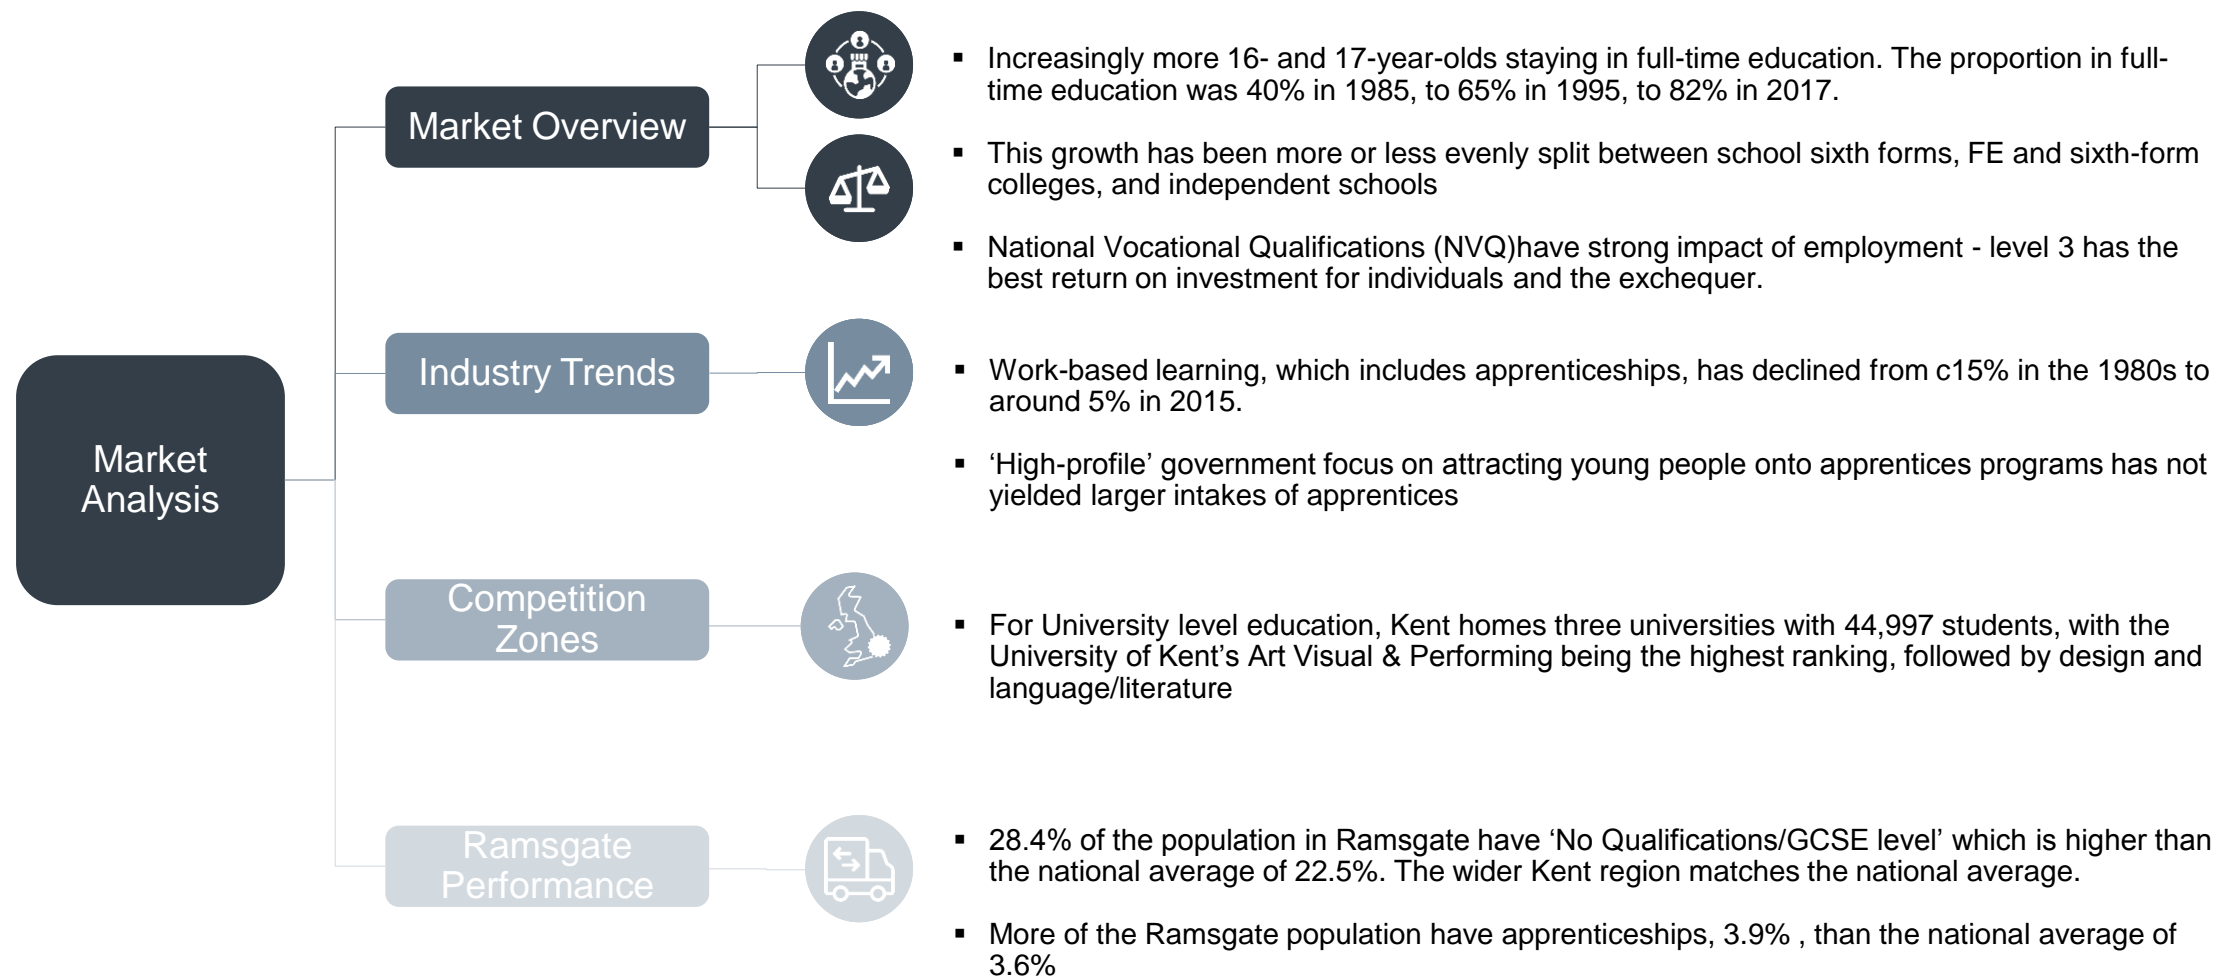 Market
Analysis
Market Overview
▪ Increasingly more 16- and 17-year-olds staying in full-time education. The proportion in full-
time education was 40% in 1985, to 65% in 1995, to 82% in 2017.
▪ This growth has been more or less evenly split between school sixth forms, FE and sixth-form
colleges, and independent schools
▪ National Vocational Qualifications (NVQ)have strong impact of employment - level 3 has the
best return on investment for individuals and the exchequer.
Industry Trends
▪ Work-based learning, which includes apprenticeships, has declined from c15% in the 1980s to
around 5% in 2015.
▪ ‘High-profile’ government focus on attracting young people onto apprentices programs has not
yielded larger intakes of apprentices
Competition
Zones
▪ For University level education, Kent homes three universities with 44,997 students, with the
University of Kent’s Art Visual & Performing being the highest ranking, followed by design and
language/literature
Ramsgate
Performance
▪ 28.4% of the population in Ramsgate have ‘No Qualifications/GCSE level’ which is higher than
the national average of 22.5%. The wider Kent region matches the national average.
▪ More of the Ramsgate population have apprenticeships, 3.9% , than the national average of
3.6%